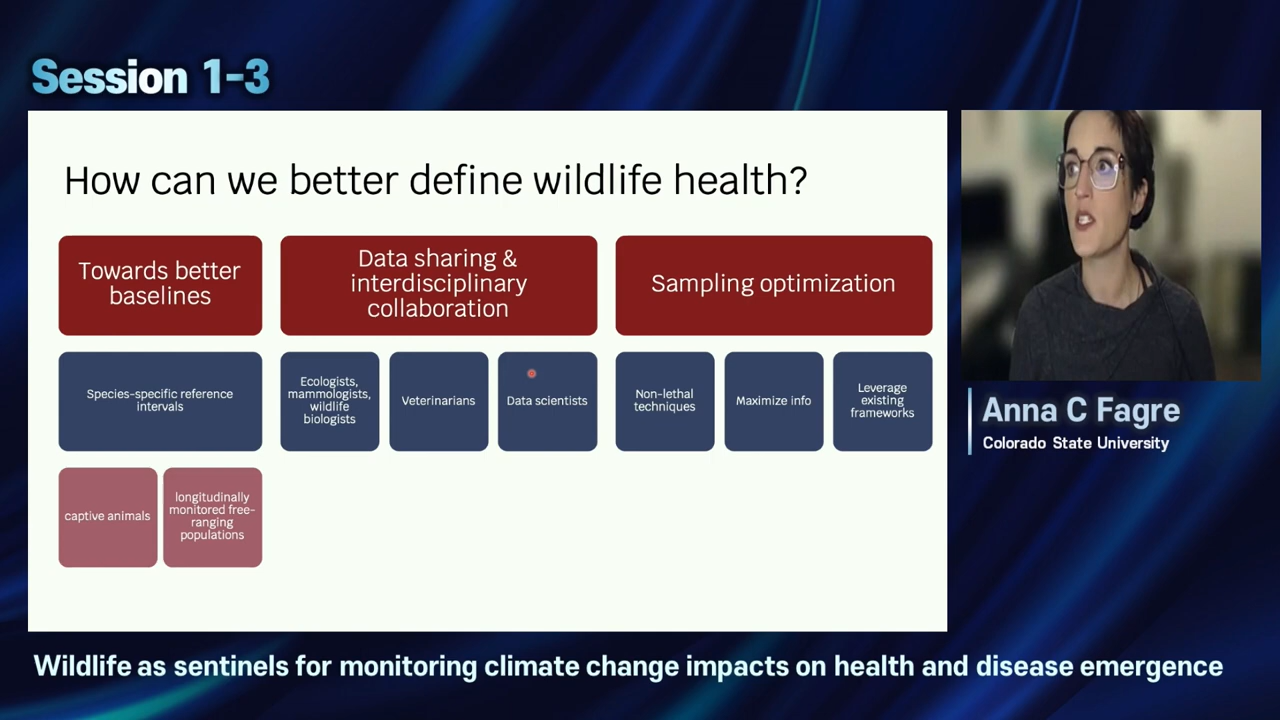 Session 1-3
How can we better define wildlife health?
Towards better
baselines
Data sharing &
interdisciplinary
collaboration
Sampling optimization
Species-specific reference
intervals
Ecologists,
mammologists,
wildlife
biologists
Veterinarians
Data scientists
Non-lethal
techniques
Maximize info
Leverage
existing
frameworks
captive animals
longitudinally
monitored free-
ranging
populations
Anna C Fagre
Colorado State University
Wildlife as sentinels for monitoring climate change impacts on health and disease emergence